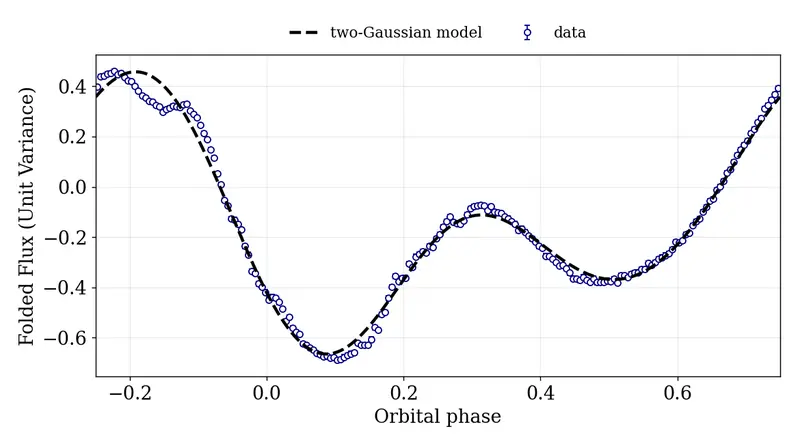 two-Gaussian model
data
0.4
0.2
0.0
−0.2
−0.4
−0.6
Folded Flux (Unit Variance)
−0.2
0.0
0.2
0.4
0.6
Orbital phase